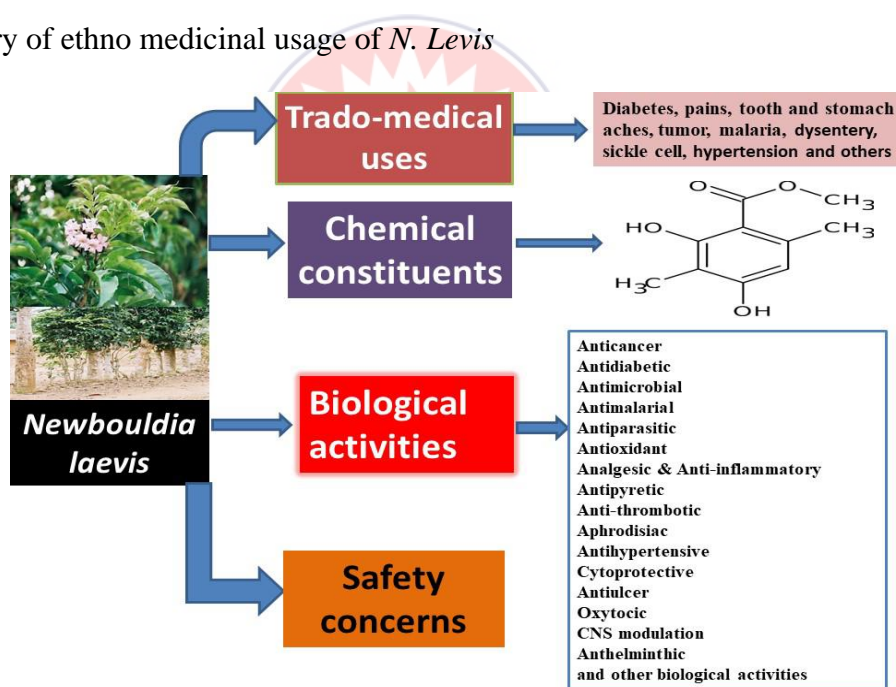 ry of ethno medicinal usage of N. Levis
Trado-medical
uses
Diabetes, pains, tooth and stomach
aches, tumor, malaria, dysentery,
sickle cell, hypertension and others
Chemical
constituents
O
O
CH3
HO
CH3
H3C
OH
Newbouldia
laevis
Biological
activities
Anticancer
Antidiabetic
Antimicrobial
Antimalarial
Antiparasitic
Antioxidant
Analgesic & Anti-inflammatory
Antipyretic
Anti-thrombotic
Aphrodisiac
Antihypertensive
Cytoprotective
Antiulcer
Oxytocic
CNS modulation
Anthelminthic
and other biological activities
Safety
concerns